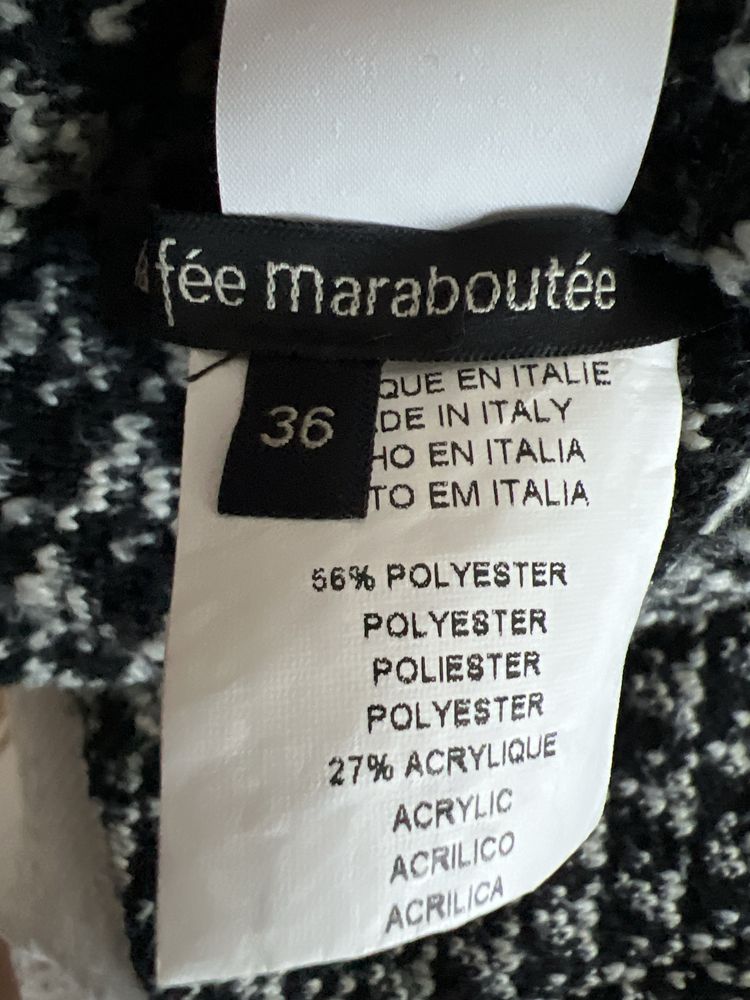 fée maraboutée
36
QUE EN ITALIE
DE IN ITALY
HO EN ITALIA
TO EM ITALIA
56% POLYESTER
POLYESTER
POLIESTER
POLYESTER
27% ACRYLIQUE
ACRYLIC
ACRILICO
ACRILICA